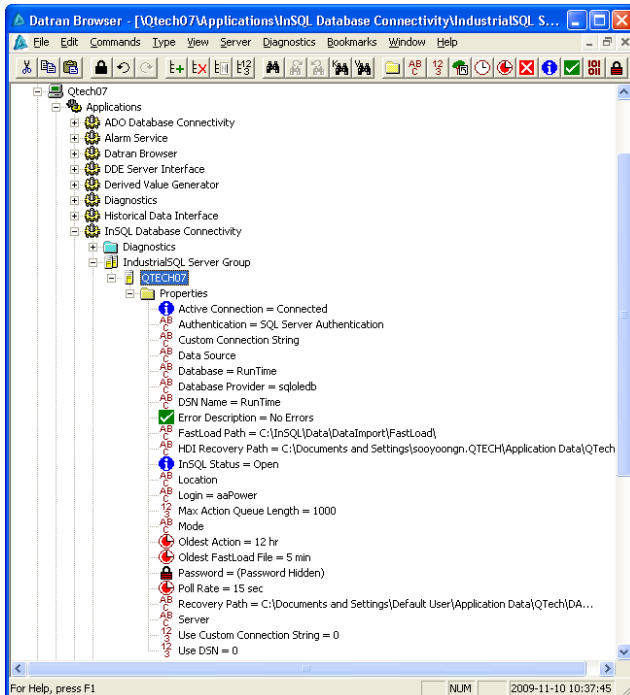 Datran Browser - [\Qtech07\Applications\InSQL Database Connectivity\IndustrialSQL S...
File Edit Commands Type View Server Diagnostics Bookmarks Window Help
Qtech07
Applications
ADO Database Connectivity
Alarm Service
Datran Browser
DDE Server Interface
Derived Value Generator
Diagnostics
Historical Data Interface
InSQL Database Connectivity
Diagnostics
IndustrialSQL Server Group
QTECH07
Properties
Active Connection = Connected
Authentication = SQL Server Authentication
Custom Connection String
Data Source
Database = RunTime
Database Provider = sqloledb
DSN Name = RunTime
Error Description = No Errors
FastLoad Path = C:\InSQL\Data\DataImport\FastLoad\
HDI Recovery Path = C:\Documents and Settings\sooyoongn.QTECH\Application Data\QTech
InSQL Status = Open
Location
Login = aaPower
Max Action Queue Length = 1000
Mode
Oldest Action = 12 hr
Oldest FastLoad File = 5 min
Password = (Password Hidden)
Poll Rate = 15 sec
Recovery Path = C:\Documents and Settings\Default User\Application Data\QTech\DA...
Server
Use Custom Connection String = 0
Use DSN = 0
For Help, press F1 NUM 2009-11-10 10:37:45